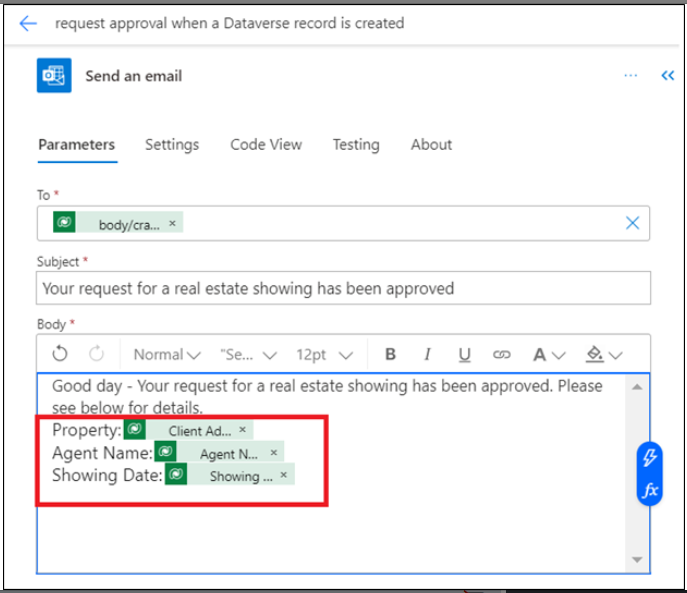 request approval when a Dataverse record is created
Send an email
Parameters Settings Code View Testing About
To *
body/cra... ×
Subject *
Your request for a real estate showing has been approved
Body *
Normal "Se... 12pt B I U A
Good day - Your request for a real estate showing has been approved. Please
see below for details.
Property: Client Ad... ×
Agent Name: Agent N... ×
Showing Date: Showing ... ×
fx